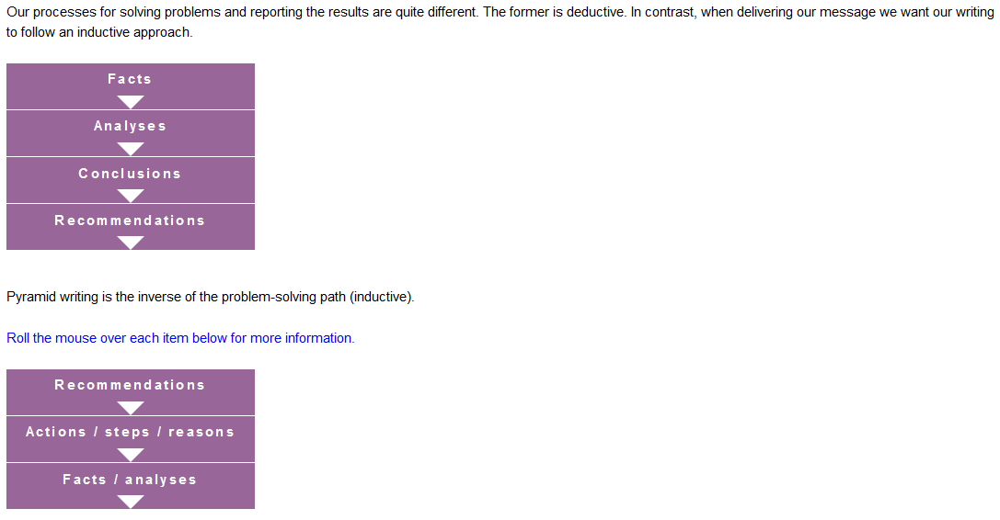 Our processes for solving problems and reporting the results are quite different. The former is deductive. In contrast, when delivering our message we want our writing
to follow an inductive approach.
Facts
Analyses
Conclusions
Recommendations
Pyramid writing is the inverse of the problem-solving path (inductive).
Roll the mouse over each item below for more information.
Recommendations
Actions / steps / reasons
Facts / analyses